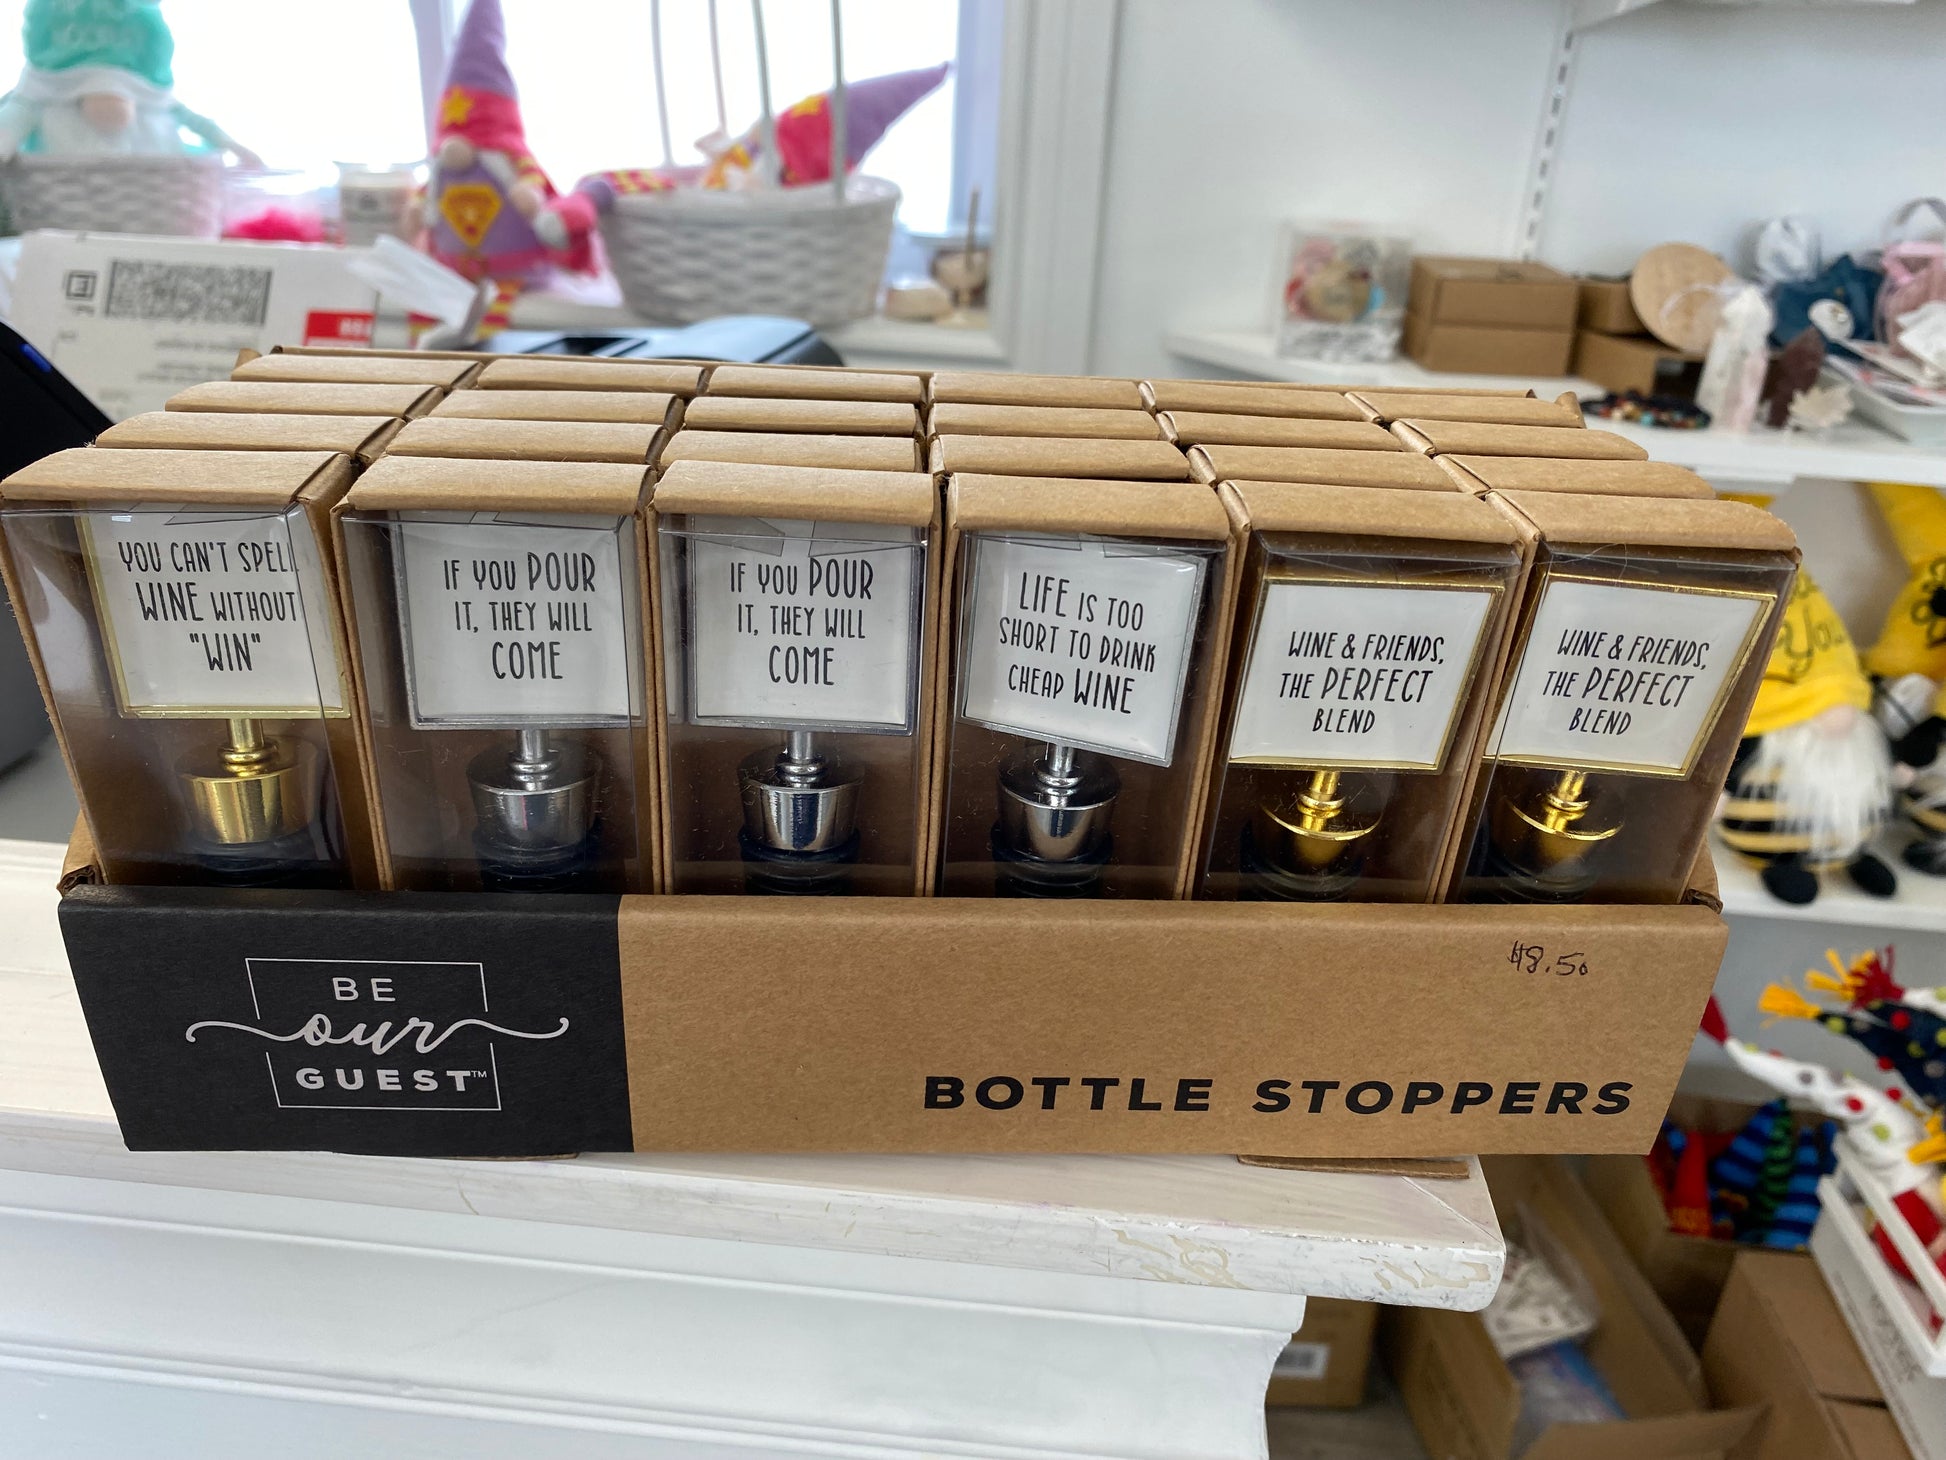 YOU CAN'T SPELL
WINE WITHOUT
"WIN"
IF YOU POUR
IT, THEY WILL
COME
IF YOU POUR
IT, THEY WILL
COME
LIFE IS TOO
SHORT TO DRINK
CHEAP WINE
WINE & FRIENDS,
THE PERFECT
BLEND
WINE & FRIENDS,
THE PERFECT
BLEND
BE
our
GUEST™
$8.50
BOTTLE STOPPERS